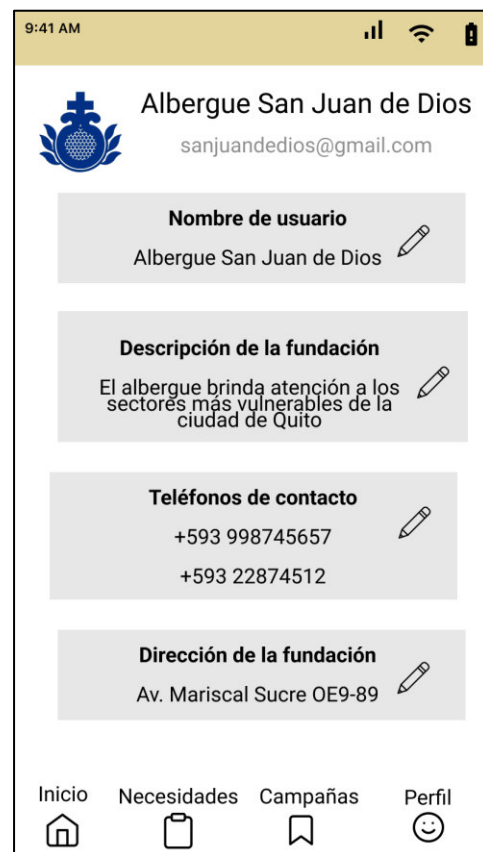 9:41 AM
Albergue San Juan de Dios
sanjuandedios@gmail.com
Nombre de usuario
Albergue San Juan de Dios
Descripción de la fundación
El albergue brinda atención a los
sectores más vulnerables de la
ciudad de Quito
Teléfonos de contacto
+593 998745657
+593 22874512
Dirección de la fundación
Av. Mariscal Sucre OE9-89
Inicio Necesidades Campañas Perfil